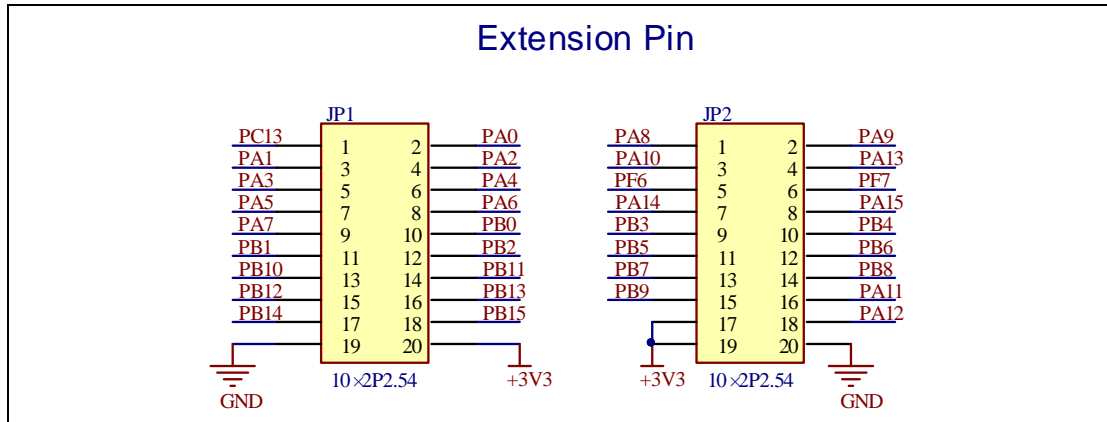 Extension Pin
JP1 JP2
PC13 1 2 PA0 PA8 1 2 PA9
PA1 3 4 PA2 PA10 3 4 PA13
PA3 5 6 PA4 PF6 5 6 PF7
PA5 7 8 PA6 PA14 7 8 PA15
PA7 9 10 PB0 PB3 9 10 PB4
PB1 11 12 PB2 PB5 11 12 PB6
PB10 13 14 PB11 PB7 13 14 PB8
PB12 15 16 PB13 PB9 15 16 PA11
PB14 17 18 PB15 17 18 PA12
19 20 19 20
10×2P2.54 +3V3 +3V3 10×2P2.54
GND GND